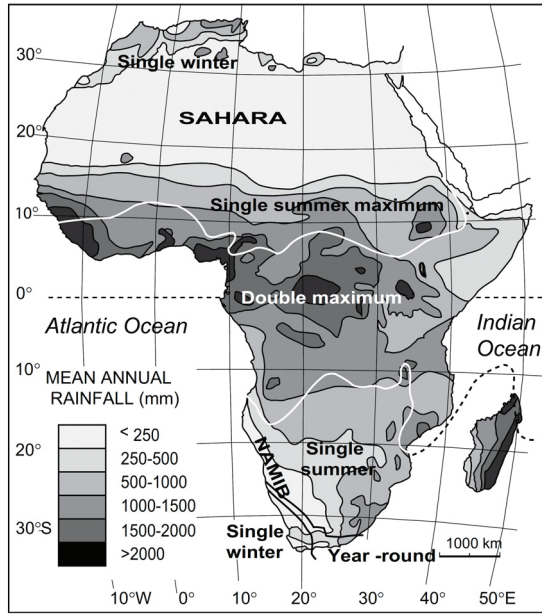 30°
Single winter
SAHARA
20°
Single summer maximum
10°
0°
Double maximum
Atlantic Ocean
Indian
Ocean
10°
MEAN ANNUAL
RAINFALL (mm)
< 250
250-500
500-1000
1000-1500
1500-2000
>2000
20°
NAMIB
Single
summer
30°S
Single
winter
Year -round
1000 km
10°W
0°
10°
20°
30°
40°
50°E